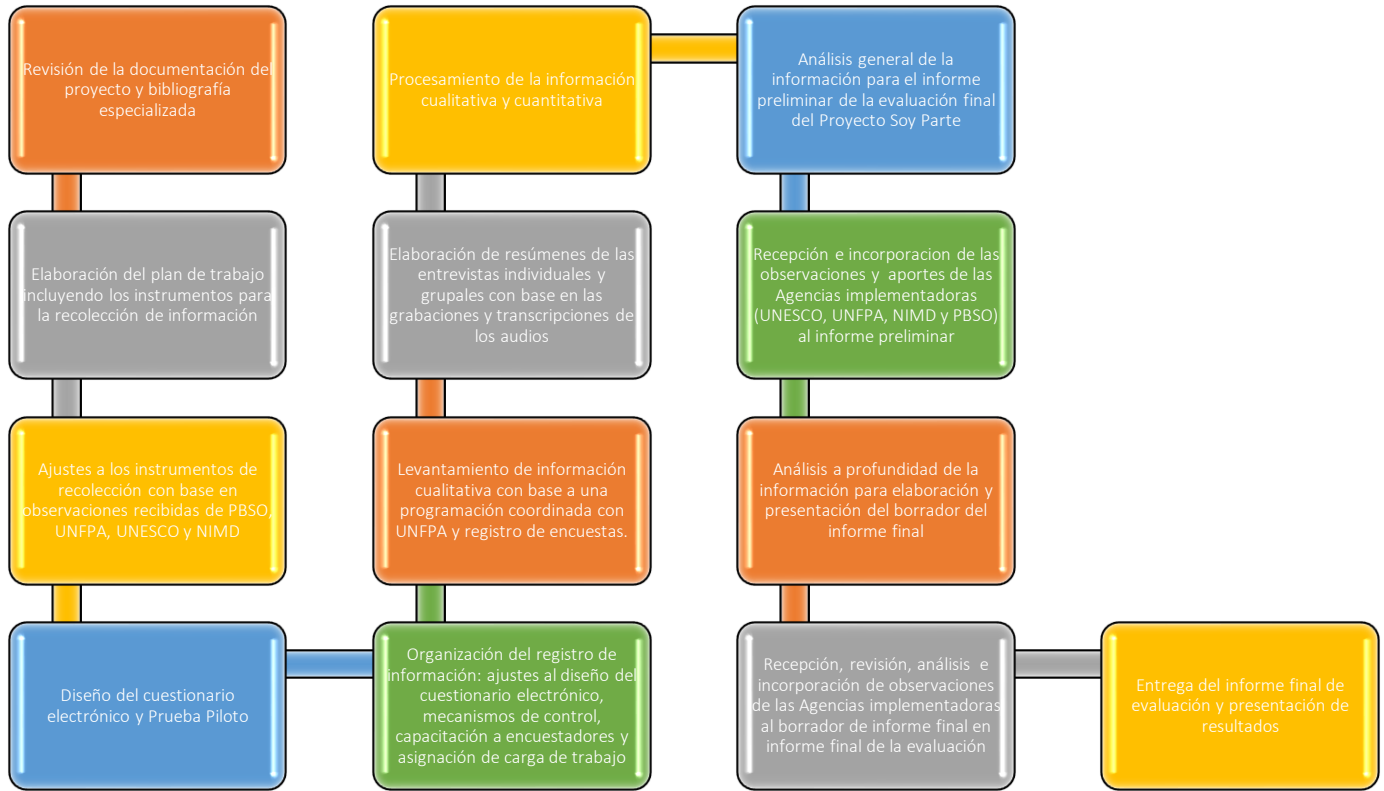 Revisión de la documentación del
proyecto y bibliografía
especializada
Elaboración del plan de trabajo
incluyendo los instrumentos para
la recolección de información
Ajustes a los instrumentos de
recolección con base en
observaciones recibidas de PBSO,
UNFPA, UNESCO y NIMD
Diseño del cuestionario
electrónico y Prueba Piloto
Organización del registro de
información: ajustes al diseño del
cuestionario electrónico,
mecanismos de control,
capacitación a encuestadores y
asignación de carga de trabajo
Levantamiento de información
cualitativa con base a una
programación coordinada con
UNFPA y registro de encuestas.
Elaboración de resúmenes de las
entrevistas individuales y
grupales con base en las
grabaciones y transcripciones de
los audios
Procesamiento de la información
cualitativa y cuantitativa
Análisis general de la
información para el informe
preliminar de la evaluación final
del Proyecto Soy Parte
Recepción e incorporacion de las
observaciones y aportes de las
Agencias implementadoras
(UNESCO, UNFPA, NIMD y PBSO)
al informe preliminar
Análisis a profundidad de la
información para elaboración y
presentación del borrador del
informe final
Recepción, revisión, análisis e
incorporación de observaciones
de las Agencias implementadoras
al borrador de informe final en
informe final de la evaluación
Entrega del informe final de
evaluación y presentación de
resultados